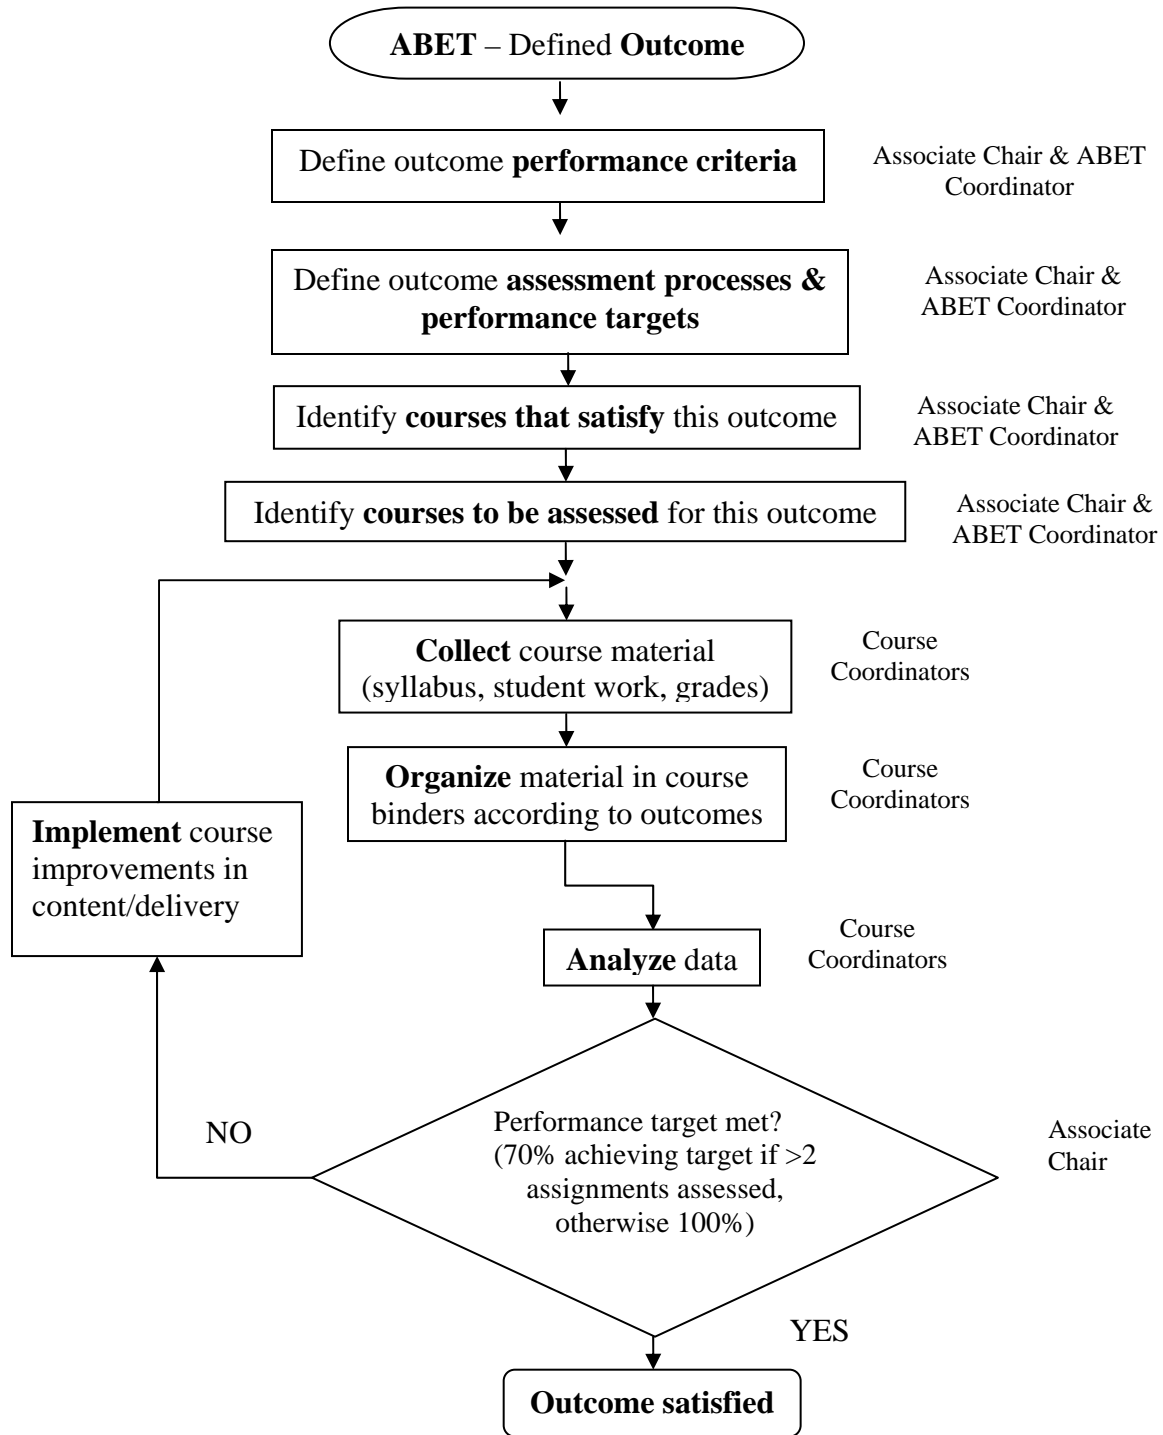 ABET – Defined Outcome
Define outcome performance criteria
Associate Chair & ABET
Coordinator
Define outcome assessment processes &
performance targets
Associate Chair &
ABET Coordinator
Identify courses that satisfy this outcome
Associate Chair &
ABET Coordinator
Identify courses to be assessed for this outcome
Associate Chair &
ABET Coordinator
Collect course material
(syllabus, student work, grades)
Course
Coordinators
Organize material in course
binders according to outcomes
Course
Coordinators
Implement course
improvements in
content/delivery
Analyze data
Course
Coordinators
Performance target met?
(70% achieving target if >2
assignments assessed,
otherwise 100%)
NO
Associate
Chair
YES
Outcome satisfied